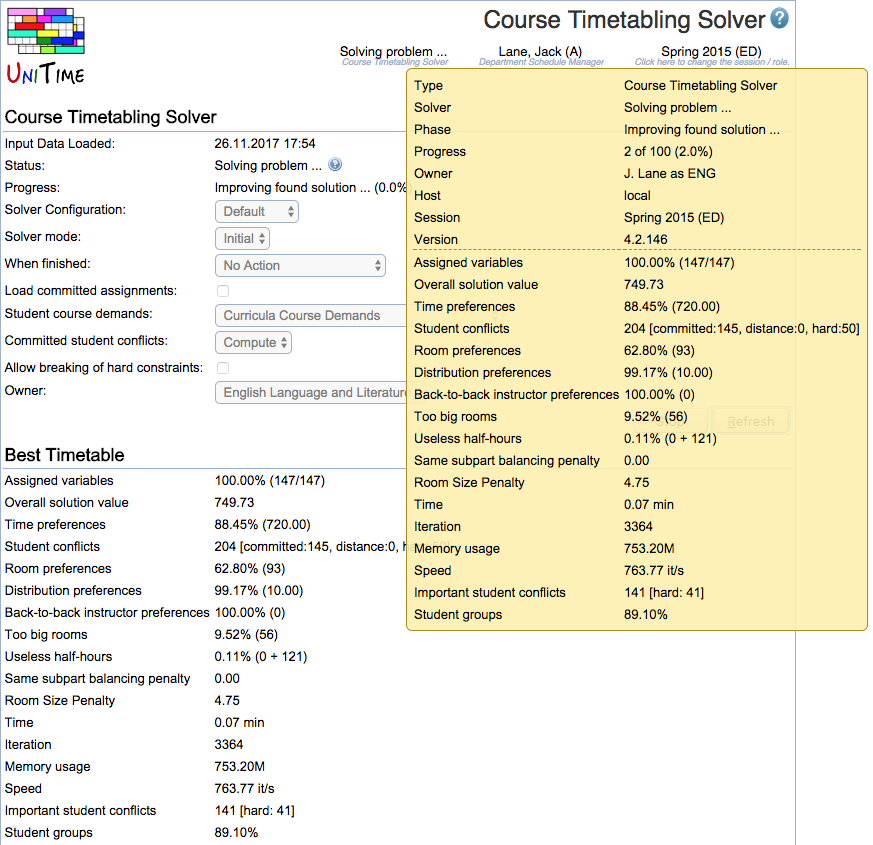 Course Timetabling Solver
UNITIME
Solving problem ... Lane, Jack (A) Spring 2015 (ED)
Course Timetabling Solver Department Schedule Manager Click here to change the session / role.
Course Timetabling Solver
Input Data Loaded: 26.11.2017 17:54
Status: Solving problem ...
Progress: Improving found solution ... (0.0%
Solver Configuration: Default
Solver mode: Initial
When finished: No Action
Load committed assignments:
Student course demands: Curricula Course Demands
Committed student conflicts: Compute
Allow breaking of hard constraints:
Owner: English Language and Literature
Refresh
Best Timetable
Assigned variables 100.00% (147/147)
Overall solution value 749.73
Time preferences 88.45% (720.00)
Student conflicts 204 [committed:145, distance:0, h
Room preferences 62.80% (93)
Distribution preferences 99.17% (10.00)
Back-to-back instructor preferences 100.00% (0)
Too big rooms 9.52% (56)
Useless half-hours 0.11% (0 + 121)
Same subpart balancing penalty 0.00
Room Size Penalty 4.75
Time 0.07 min
Iteration 3364
Memory usage 753.20M
Speed 763.77 it/s
Important student conflicts 141 [hard: 41]
Student groups 89.10%
Type Course Timetabling Solver
Solver Solving problem ...
Phase Improving found solution ...
Progress 2 of 100 (2.0%)
Owner J. Lane as ENG
Host local
Session Spring 2015 (ED)
Version 4.2.146
Assigned variables 100.00% (147/147)
Overall solution value 749.73
Time preferences 88.45% (720.00)
Student conflicts 204 [committed:145, distance:0, hard:50]
Room preferences 62.80% (93)
Distribution preferences 99.17% (10.00)
Back-to-back instructor preferences 100.00% (0)
Too big rooms 9.52% (56)
Useless half-hours 0.11% (0 + 121)
Same subpart balancing penalty 0.00
Room Size Penalty 4.75
Time 0.07 min
Iteration 3364
Memory usage 753.20M
Speed 763.77 it/s
Important student conflicts 141 [hard: 41]
Student groups 89.10%